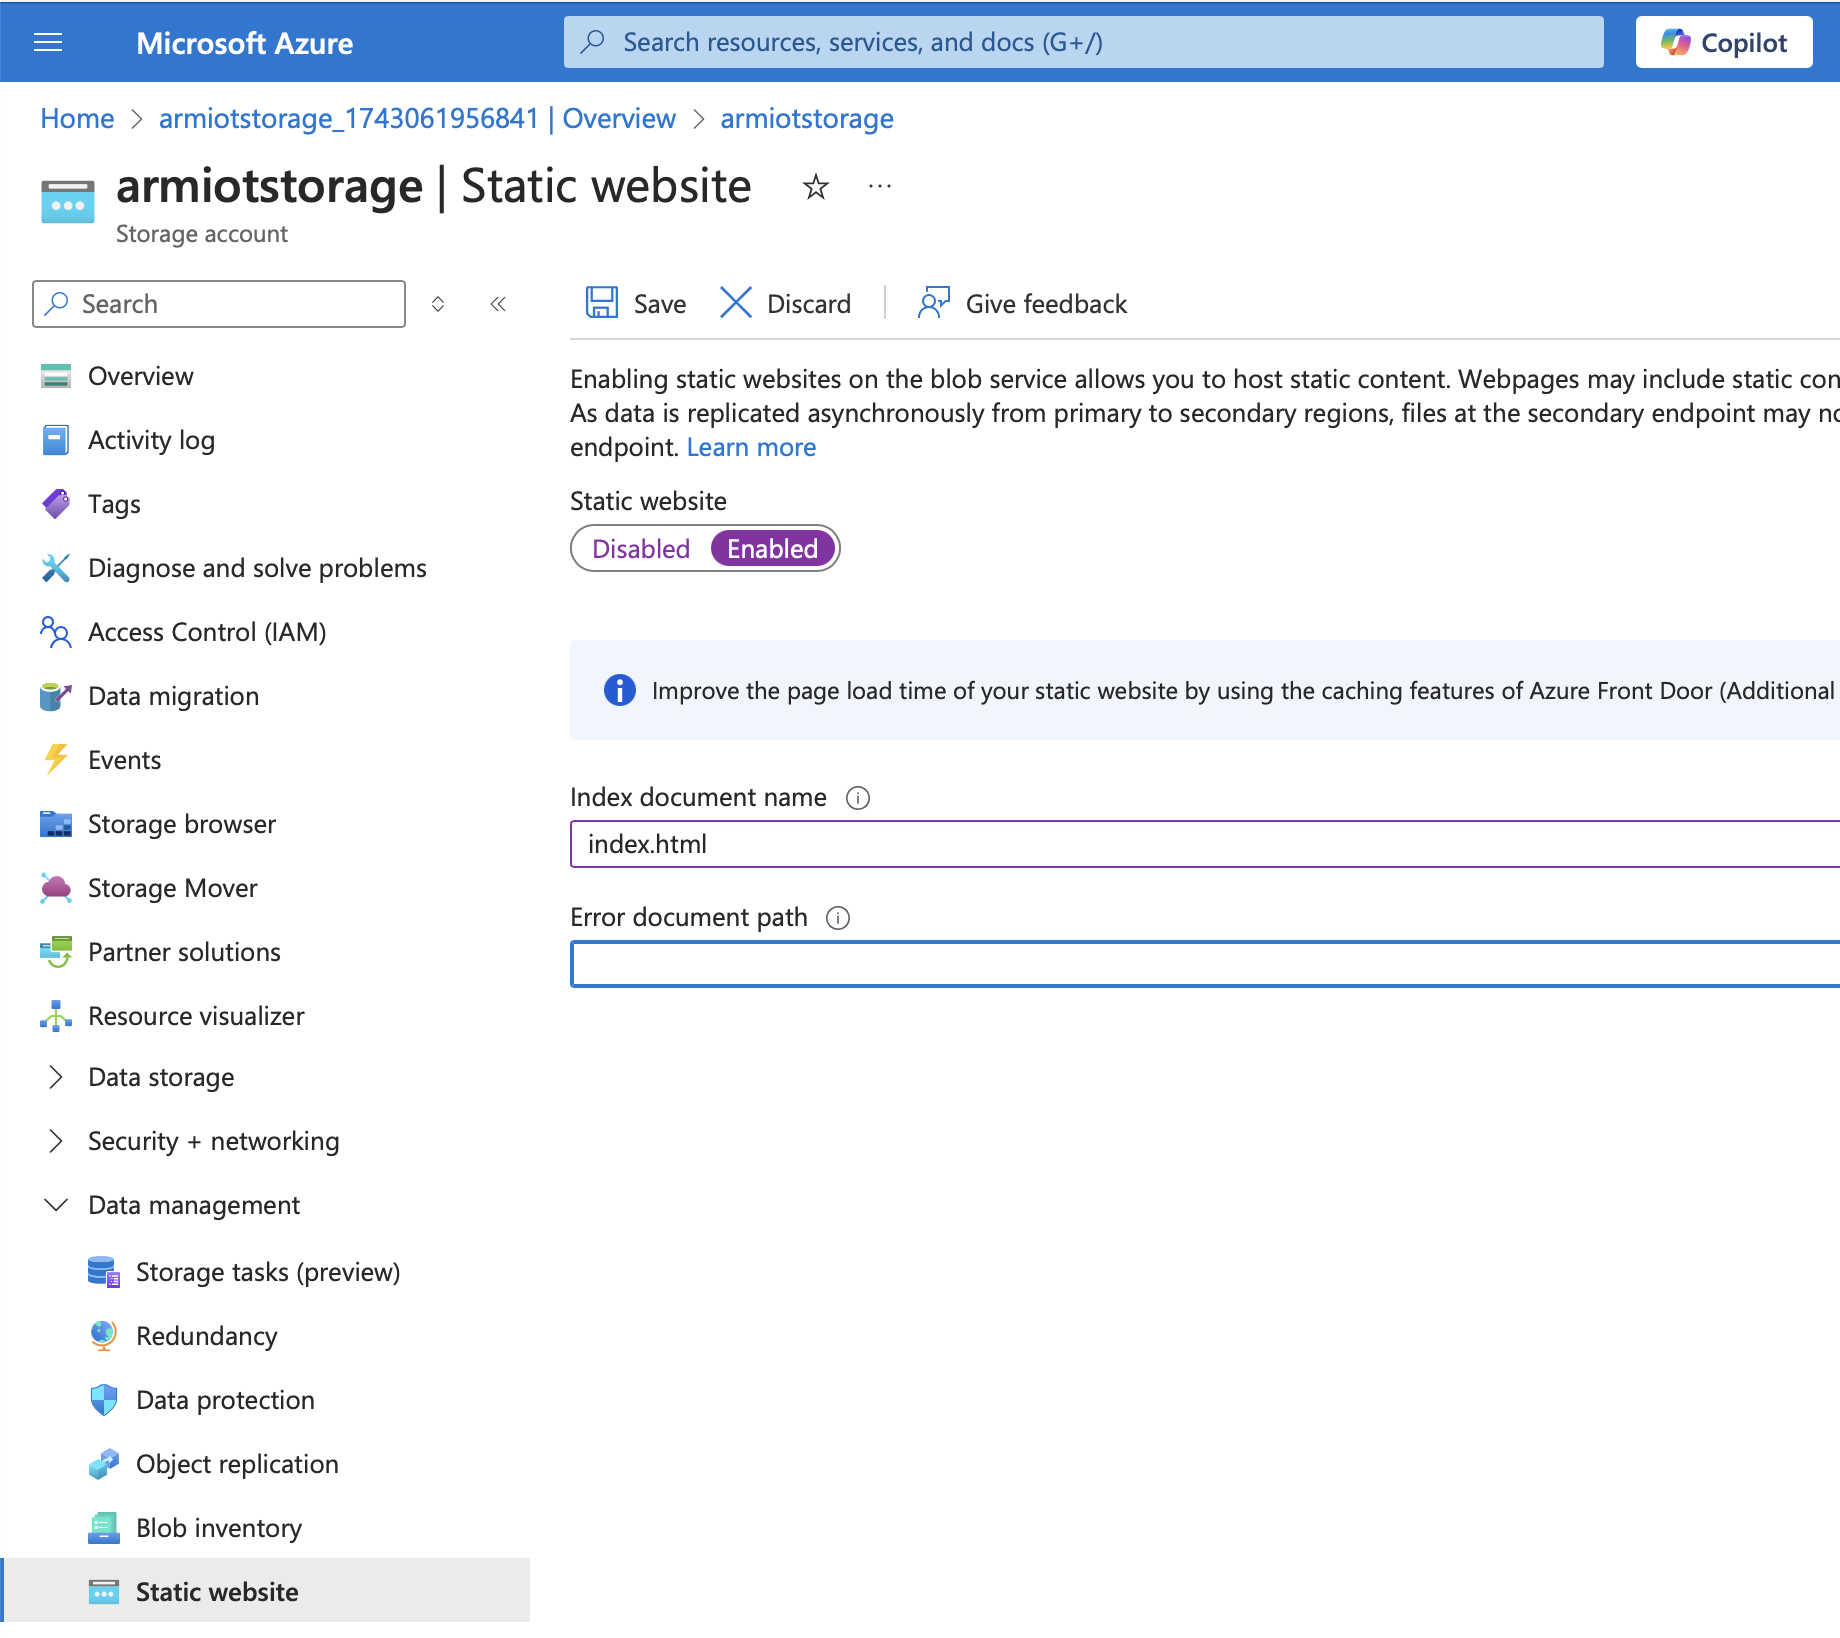 Microsoft Azure
Search resources, services, and docs (G+/)
Copilot
Home > armiotstorage_1743061956841 | Overview > armiotstorage
armiotstorage | Static website
Storage account
Search
Save
Discard
Give feedback
Overview
Activity log
Tags
Diagnose and solve problems
Access Control (IAM)
Data migration
Events
Storage browser
Storage Mover
Partner solutions
Resource visualizer
Data storage
Security + networking
Data management
Storage tasks (preview)
Redundancy
Data protection
Object replication
Blob inventory
Static website
Enabling static websites on the blob service allows you to host static content. Webpages may include static
As data is replicated asynchronously from primary to secondary regions, files at the secondary endpoint may
endpoint. Learn more
Static website
Disabled
Enabled
Improve the page load time of your static website by using the caching features of Azure Front Door (Additional
Index document name
index.html
Error document path